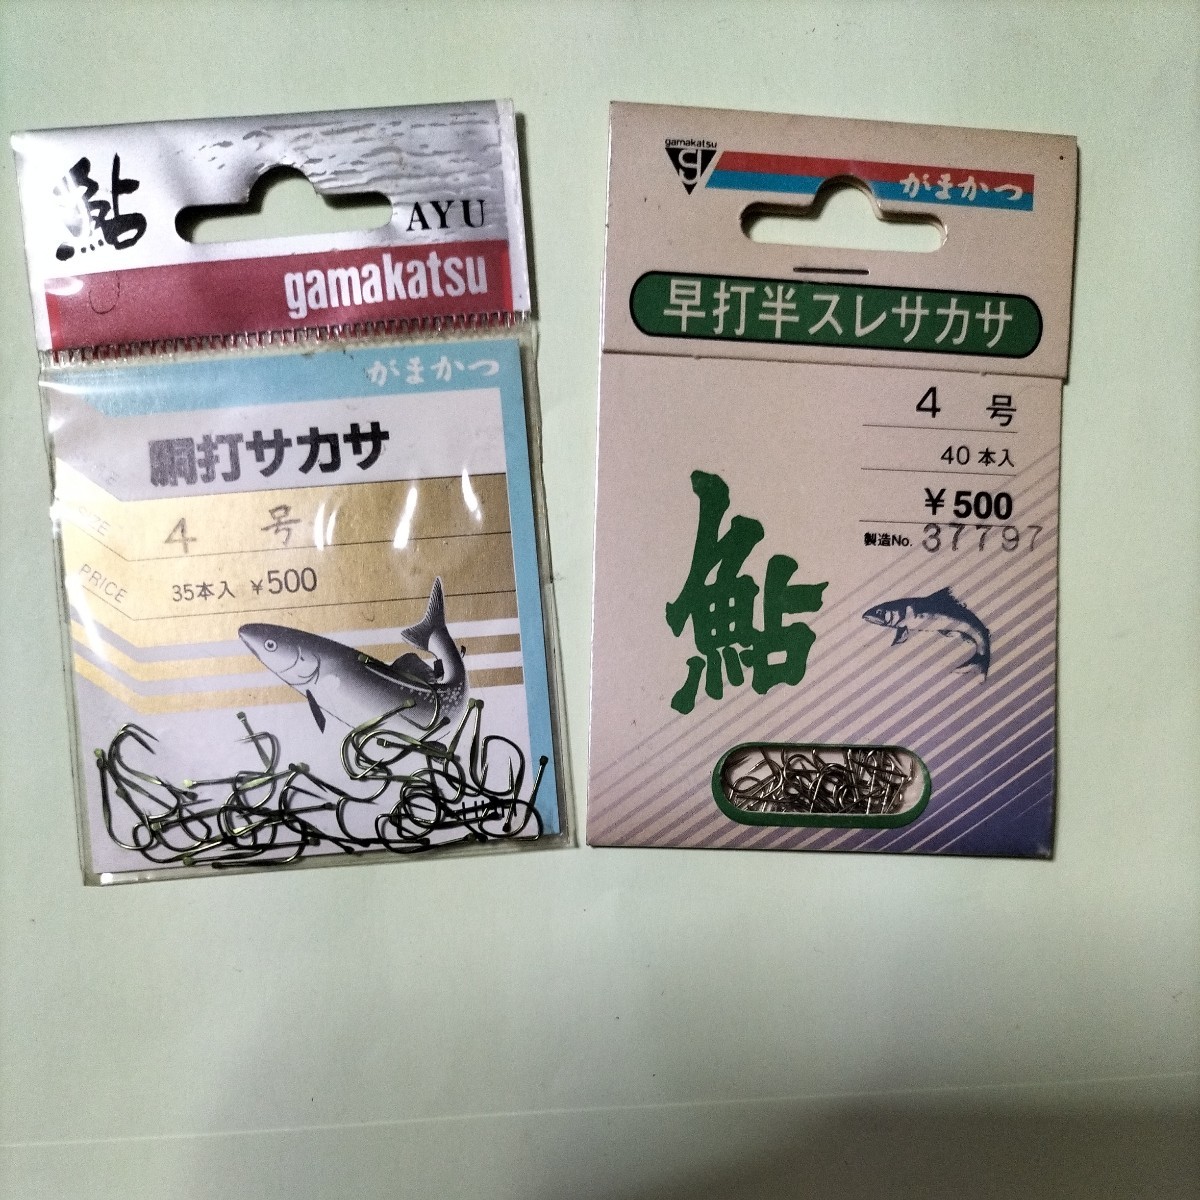 鮎
AYU
gamakatsu
がまかつ
胴打サカサ
SIZE
4 号
PRICE
35本入 ¥500
gamakatsu
g
がまかつ
早打半スレサカサ
4 号
40本入
¥500
製造No. 37797
鮎